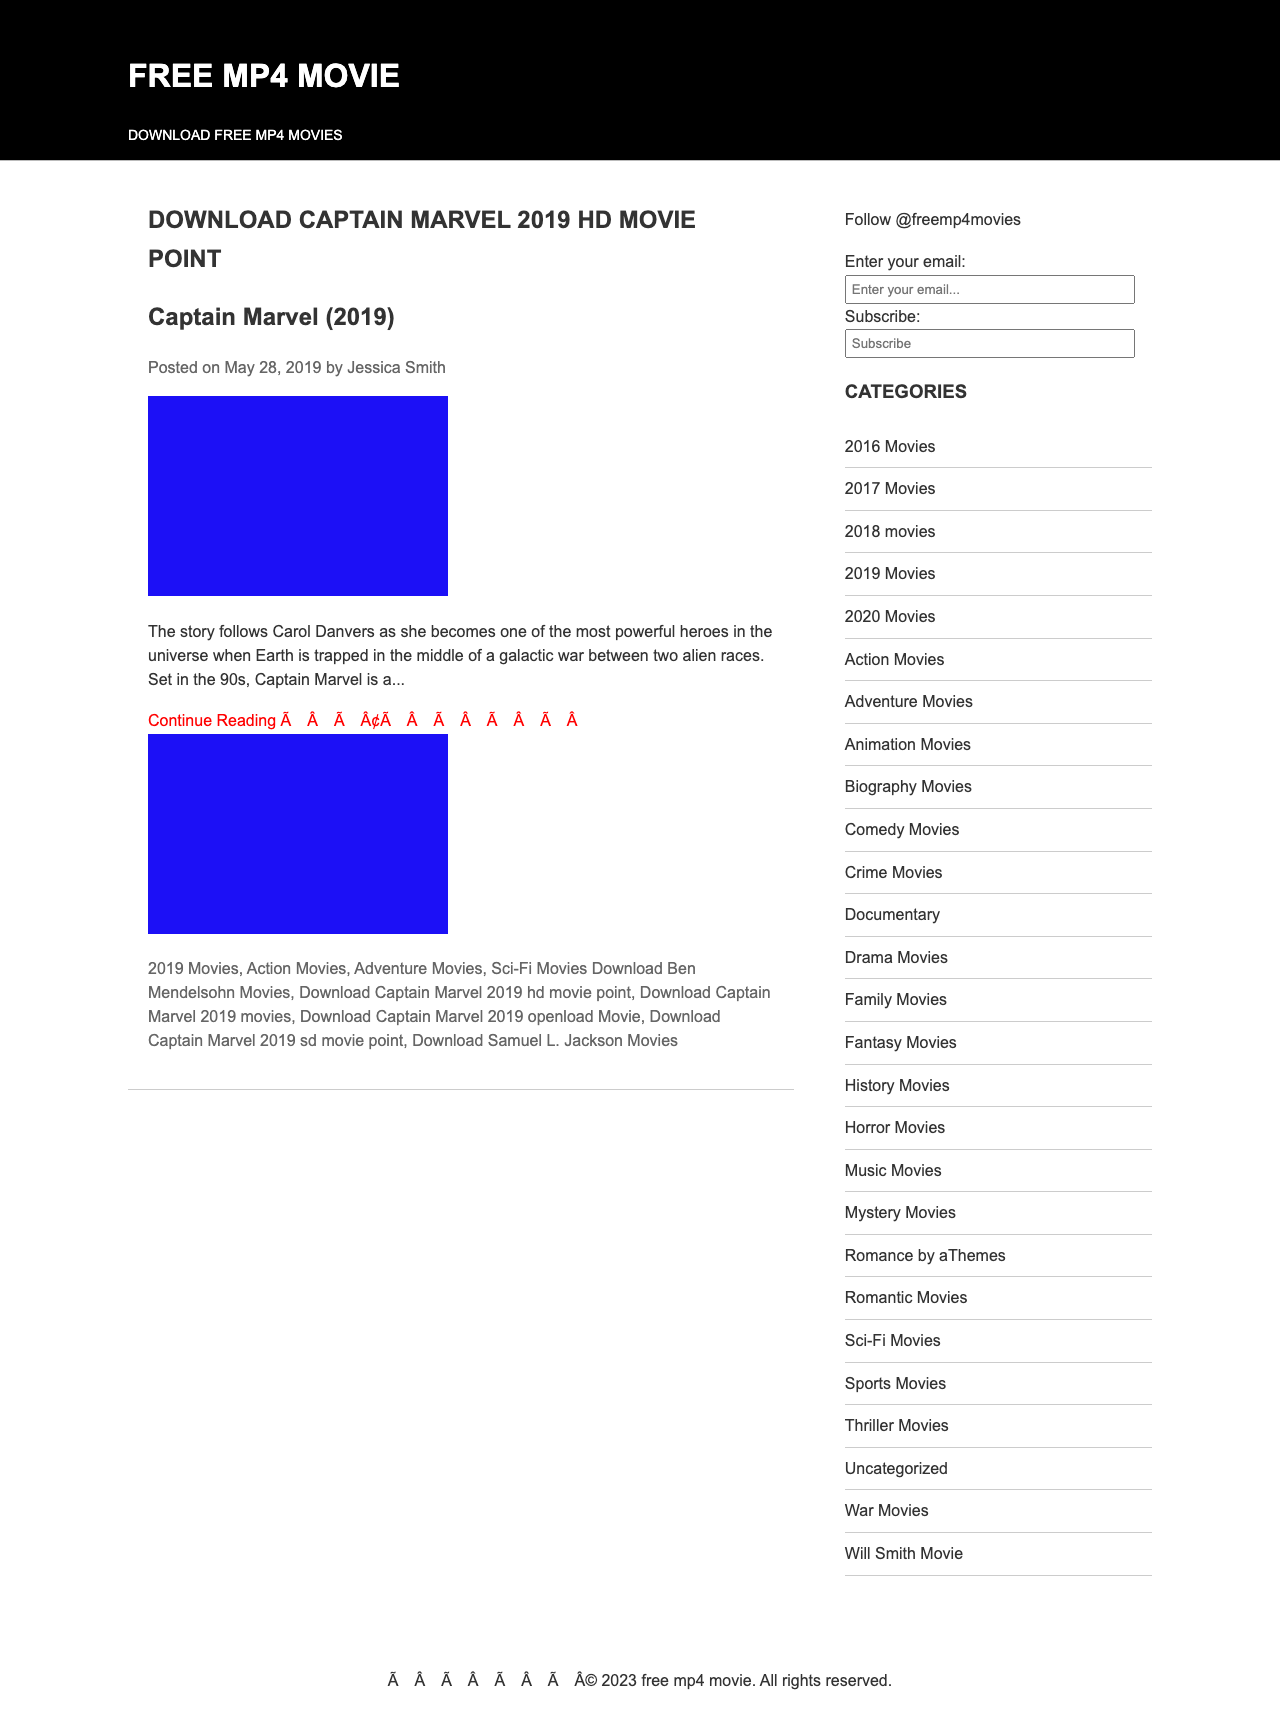 FREE MP4 MOVIE
DOWNLOAD FREE MP4 MOVIES
DOWNLOAD CAPTAIN MARVEL 2019 HD MOVIE
POINT
Captain Marvel (2019)
Posted on May 28, 2019 by Jessica Smith
The story follows Carol Danvers as she becomes one of the most powerful heroes in the
universe when Earth is trapped in the middle of a galactic war between two alien races.
Set in the 90s, Captain Marvel is a...
Continue Reading Ã Â Ã Â¢Ã Â Ã Â Ã Â Ã Â
2019 Movies, Action Movies, Adventure Movies, Sci-Fi Movies Download Ben
Mendelsohn Movies, Download Captain Marvel 2019 hd movie point, Download Captain
Marvel 2019 movies, Download Captain Marvel 2019 openload Movie, Download
Captain Marvel 2019 sd movie point, Download Samuel L. Jackson Movies
Follow @freemp4movies
Enter your email:
Enter your email...
Subscribe:
Subscribe
CATEGORIES
2016 Movies
2017 Movies
2018 movies
2019 Movies
2020 Movies
Action Movies
Adventure Movies
Animation Movies
Biography Movies
Comedy Movies
Crime Movies
Documentary
Drama Movies
Family Movies
Fantasy Movies
History Movies
Horror Movies
Music Movies
Mystery Movies
Romance by aThemes
Romantic Movies
Sci-Fi Movies
Sports Movies
Thriller Movies
Uncategorized
War Movies
Will Smith Movie
Ã Â Ã Â Ã Â Ã Â© 2023 free mp4 movie. All rights reserved.